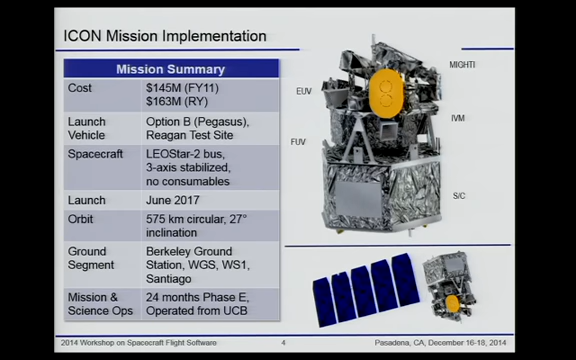 ICON Mission Implementation
Mission Summary
Cost $145M (FY11)
$163M (RY)
Launch Option B (Pegasus),
Vehicle Reagan Test Site
Spacecraft LEOStar-2 bus,
3-axis stabilized,
no consumables
Launch June 2017
Orbit 575 km circular, 27°
inclination
Ground Berkeley Ground
Segment Station, WGS, WS1,
Santiago
Mission & 24 months Phase E,
Science Ops Operated from UCB
MIGHTI
EUV
IVM
FUV
S/C
2014 Workshop on Spacecraft Flight Software 4 Pasadena, CA, December 16-18, 2014